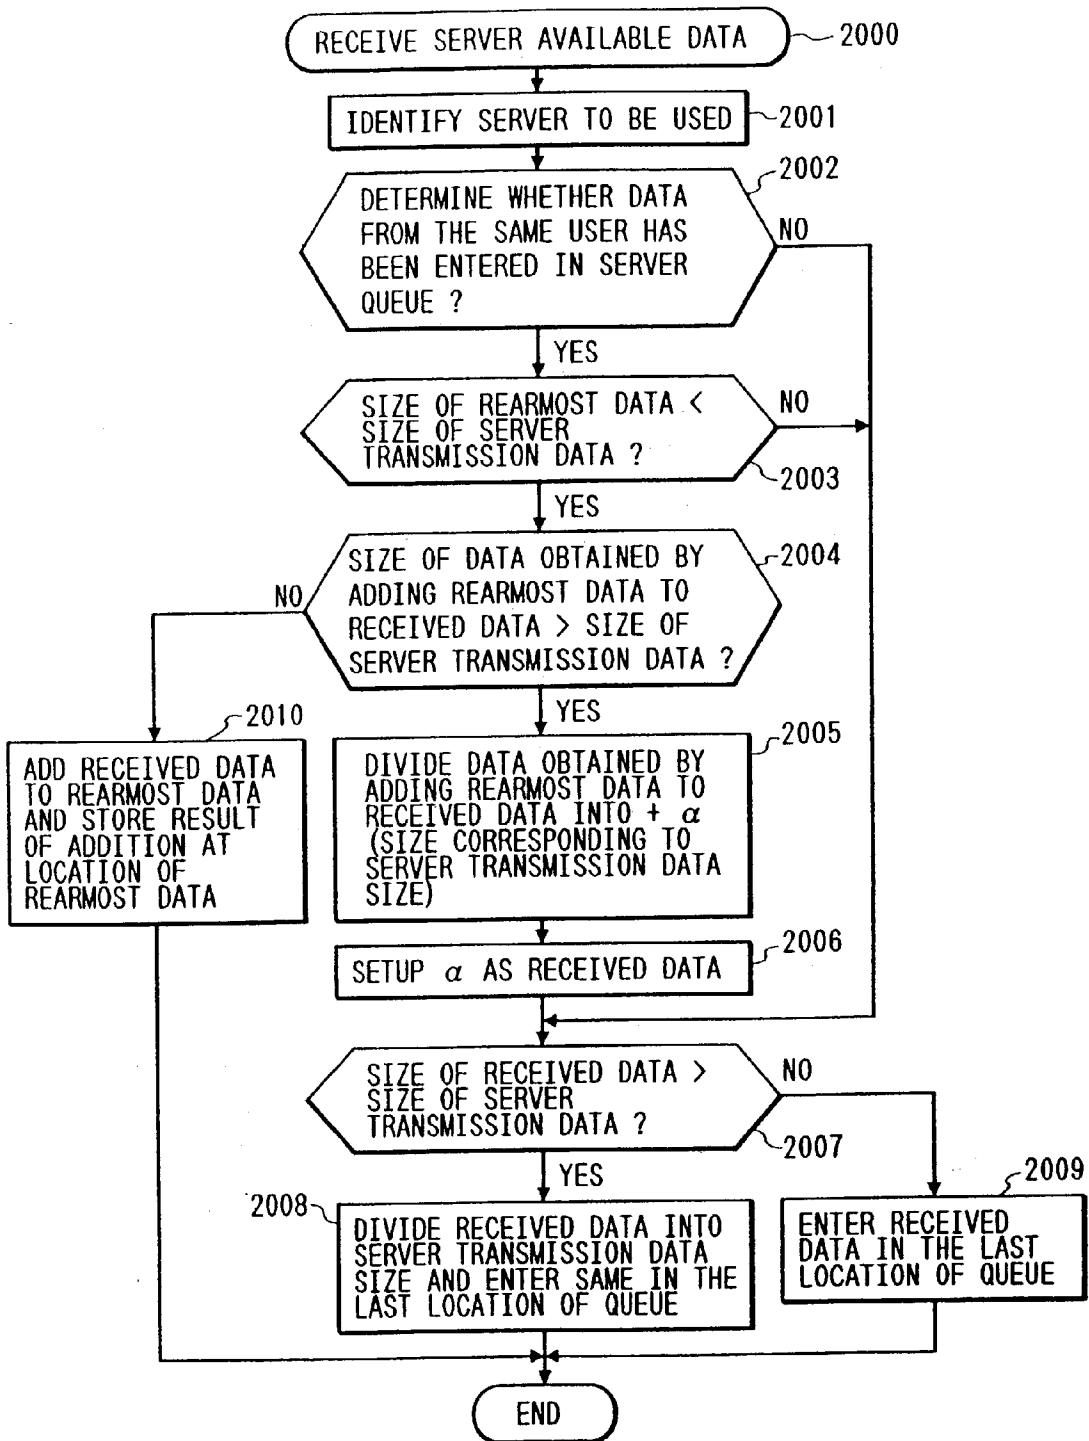 RECEIVE SERVER AVAILABLE DATA
2000
IDENTIFY SERVER TO BE USED
2001
2002
DETERMINE WHETHER DATA
FROM THE SAME USER HAS
BEEN ENTERED IN SERVER
QUEUE ?
NO
YES
SIZE OF REARMOST DATA <
SIZE OF SERVER
TRANSMISSION DATA ?
NO
2003
YES
SIZE OF DATA OBTAINED BY
ADDING REARMOST DATA TO
RECEIVED DATA > SIZE OF
SERVER TRANSMISSION DATA ?
2004
NO
YES
2010
ADD RECEIVED DATA
TO REARMOST DATA
AND STORE RESULT
OF ADDITION AT
LOCATION OF
REARMOST DATA
2005
DIVIDE DATA OBTAINED BY
ADDING REARMOST DATA TO
RECEIVED DATA INTO + α
(SIZE CORRESPONDING TO
SERVER TRANSMISSION DATA
SIZE)
2006
SETUP α AS RECEIVED DATA
SIZE OF RECEIVED DATA >
SIZE OF SERVER
TRANSMISSION DATA ?
NO
2007
YES
2008
DIVIDE RECEIVED DATA INTO
SERVER TRANSMISSION DATA
SIZE AND ENTER SAME IN THE
LAST LOCATION OF QUEUE
2009
ENTER RECEIVED
DATA IN THE LAST
LOCATION OF QUEUE
END